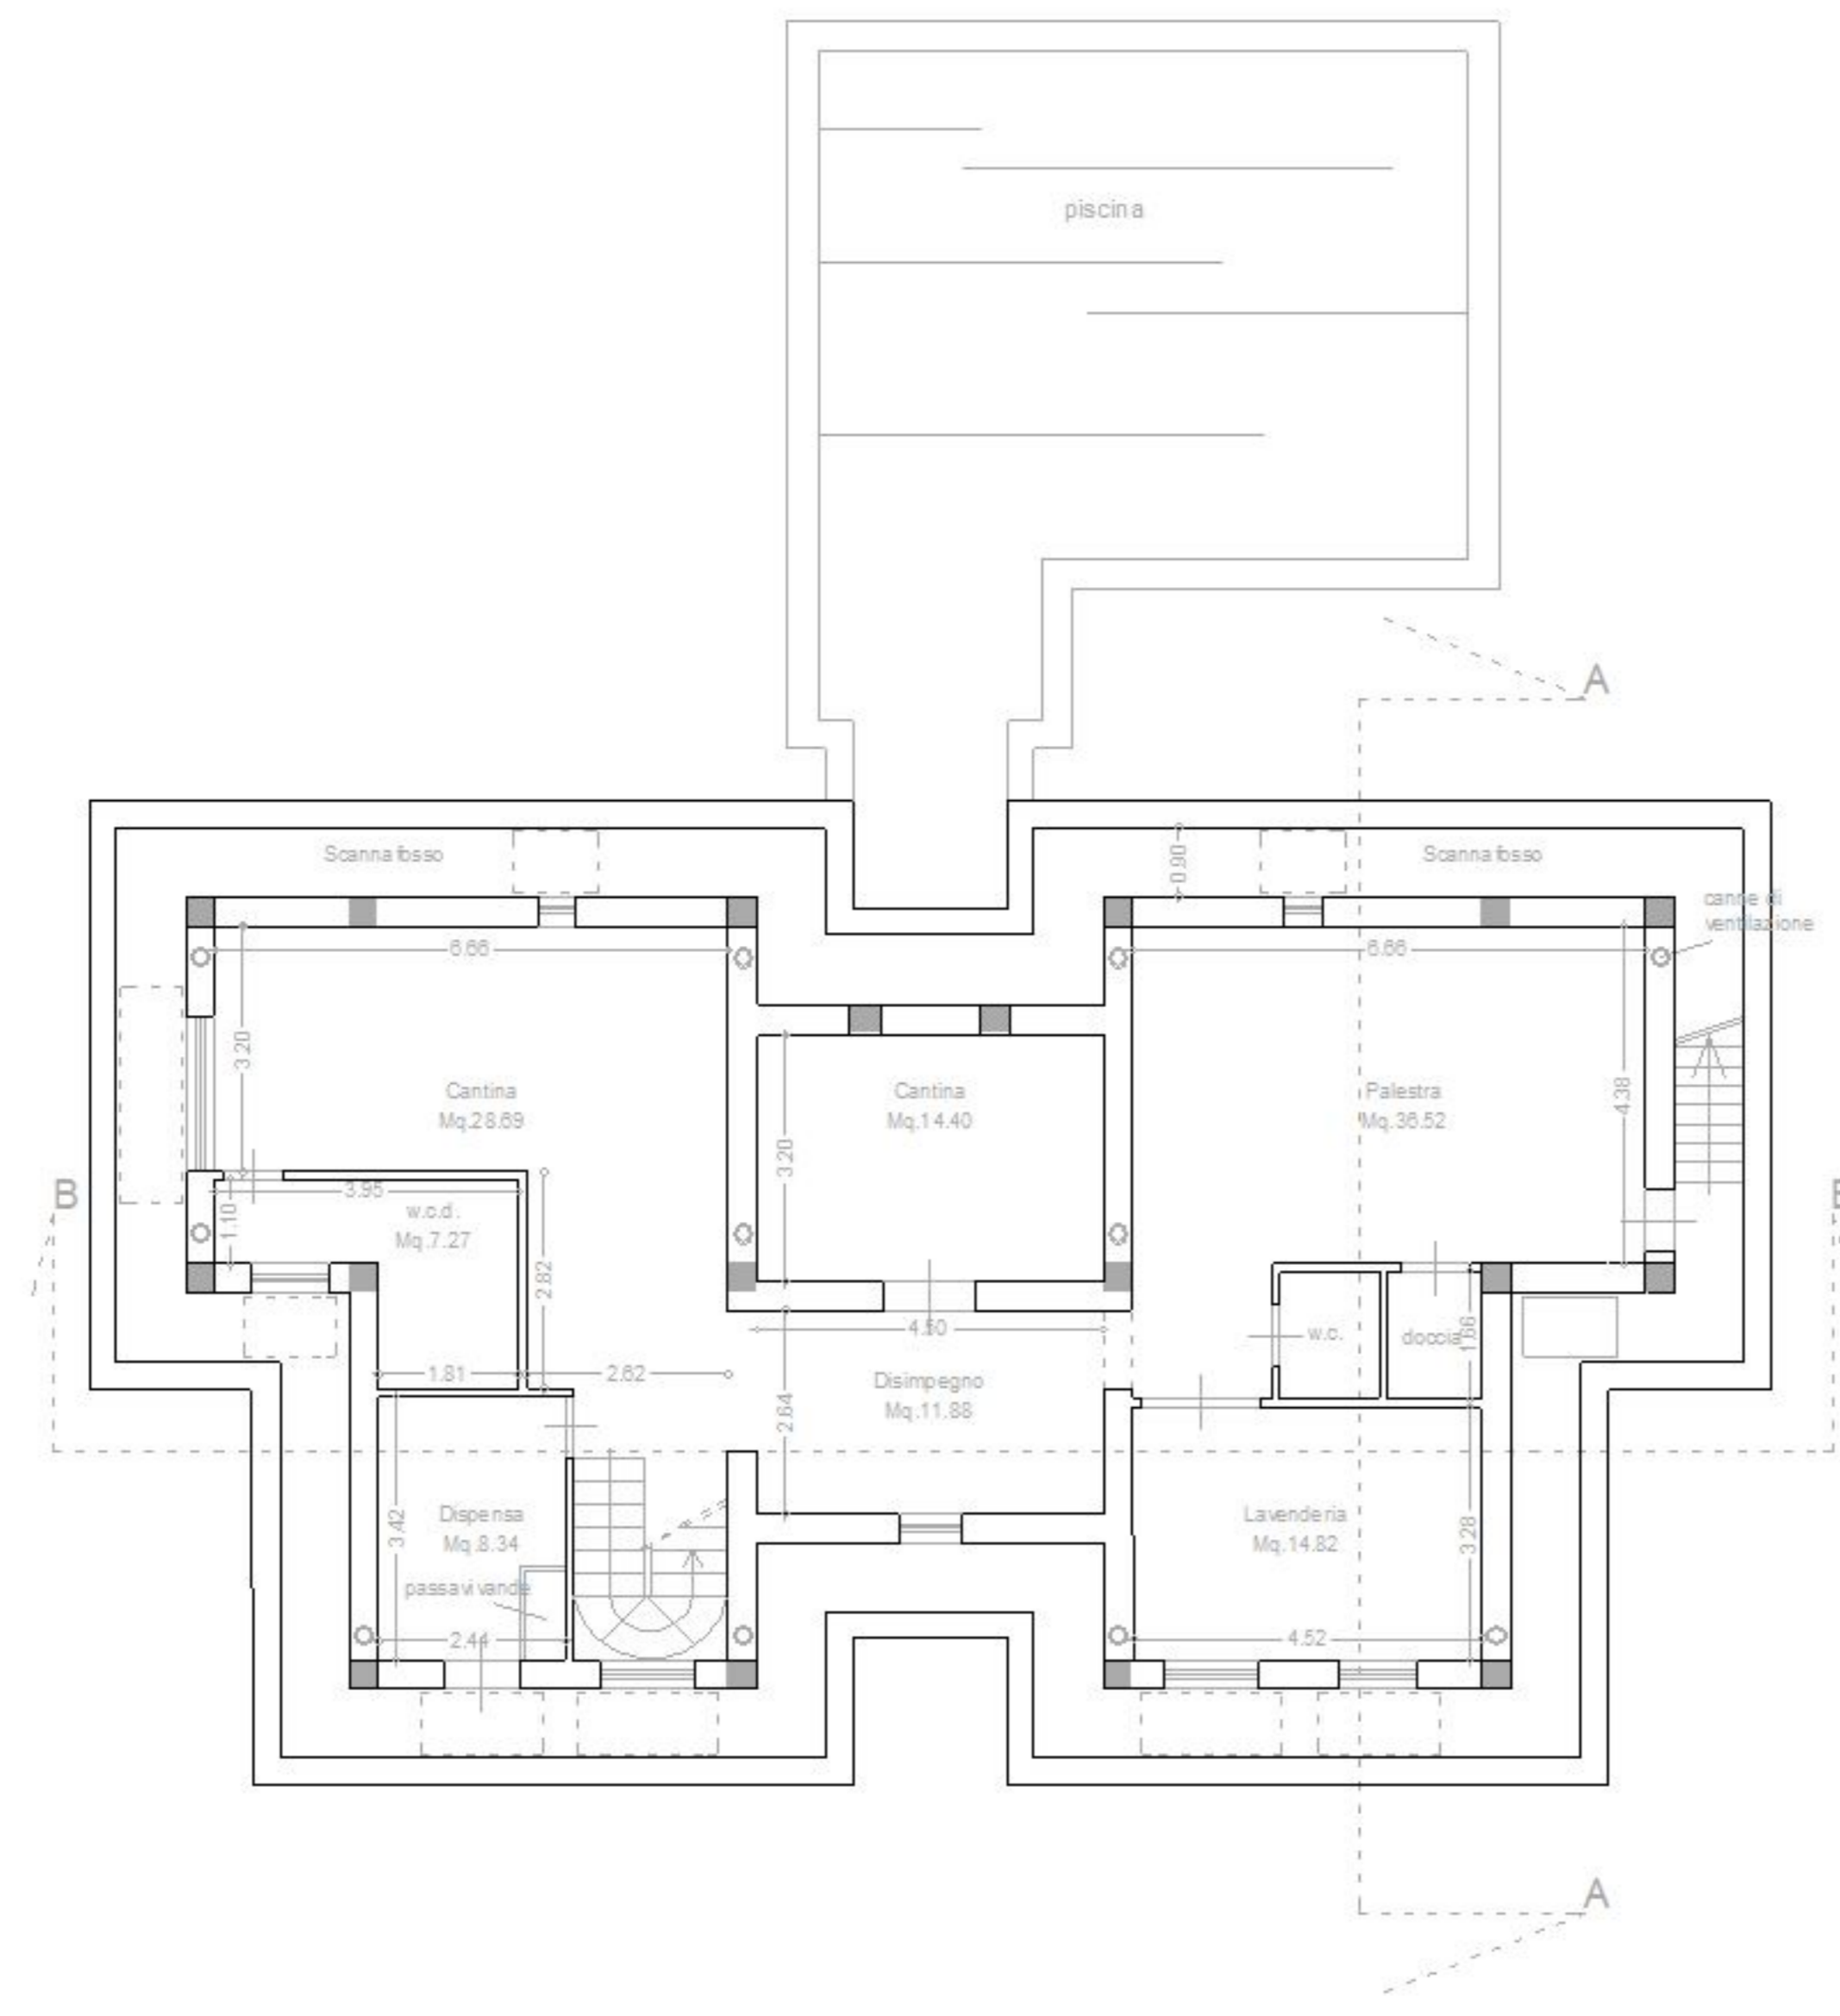 piscina
A
Scannafosso
0.90
Scannafosso
canne di
ventilazione
6.66
6.66
3.20
Cantina
Mq.28.69
3.20
Cantina
Mq.14.40
Palestra
Mq.36.52
4.38
B
3.95
1.10
w.c.d.
Mq.7.27
2.82
4.50
w.c.
doccia
1.66
1.81
2.62
Disimpegno
Mq.11.88
2.64
3.42
Dispensa
Mq.8.34
passavivande
2.44
Lavenderia
Mq.14.82
3.28
4.52
A